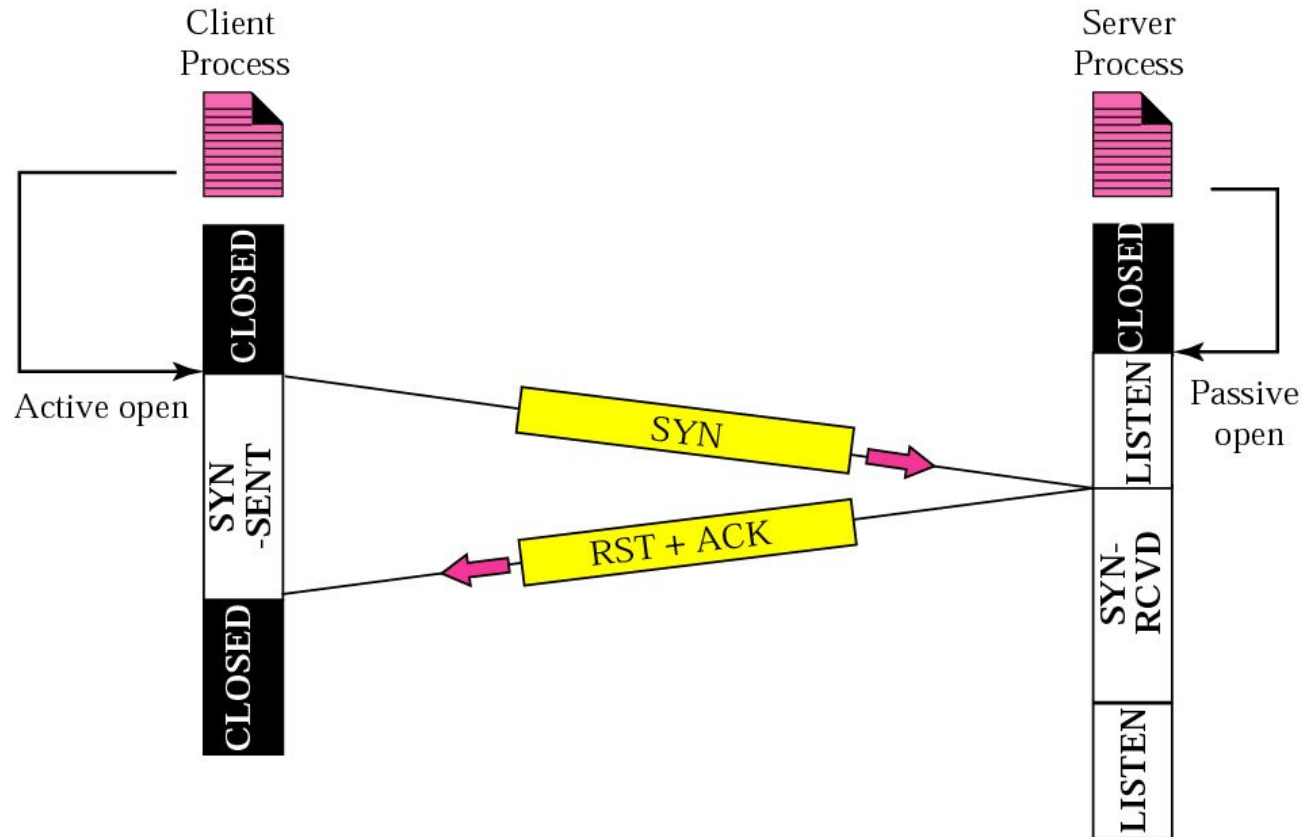 Client
Process
Server
Process
CLOSED
CLOSED
Active open
Passive
open
LISTEN
SYN
SYN
-SENT
RST + ACK
SYN-
RCVD
CLOSED
LISTEN